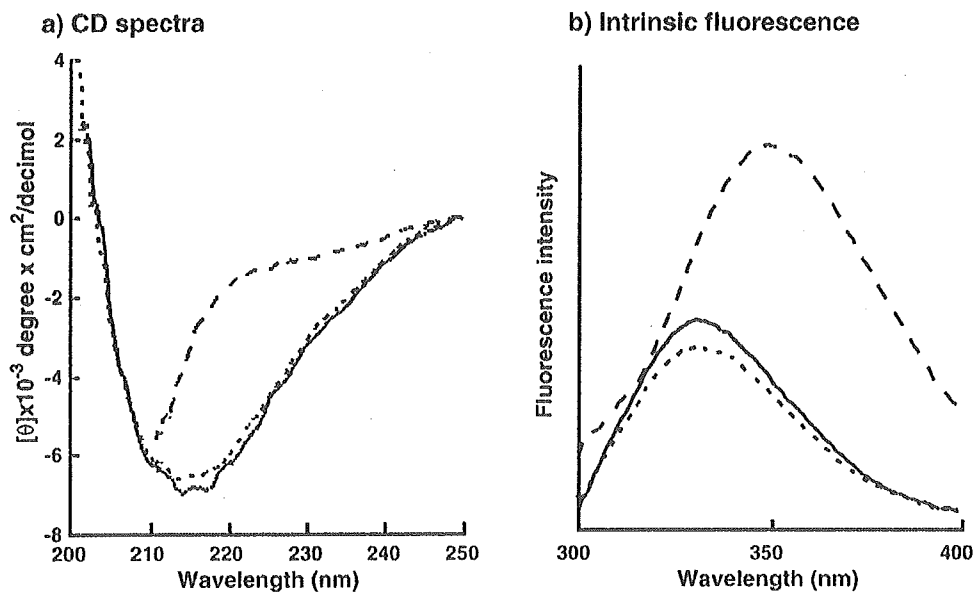 a) CD spectra
[θ]x10⁻³ degree x cm²/decimol
4
2
0
-2
-4
-6
-8
200 210 220 230 240 250
Wavelength (nm)
b) Intrinsic fluorescence
Fluorescence intensity
300 350 400
Wavelength (nm)